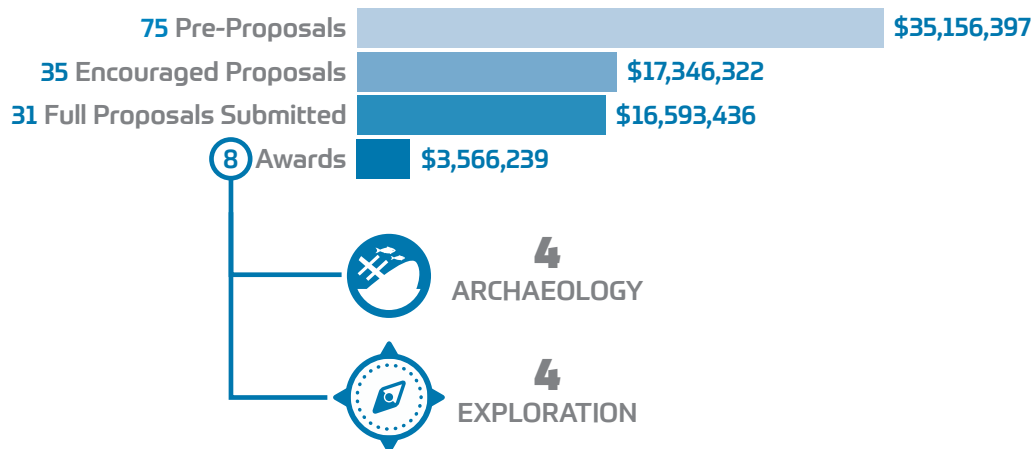 75 Pre-Proposals $35,156,397
35 Encouraged Proposals $17,346,322
31 Full Proposals Submitted $16,593,436
8 Awards $3,566,239
4
ARCHAEOLOGY
4
EXPLORATION